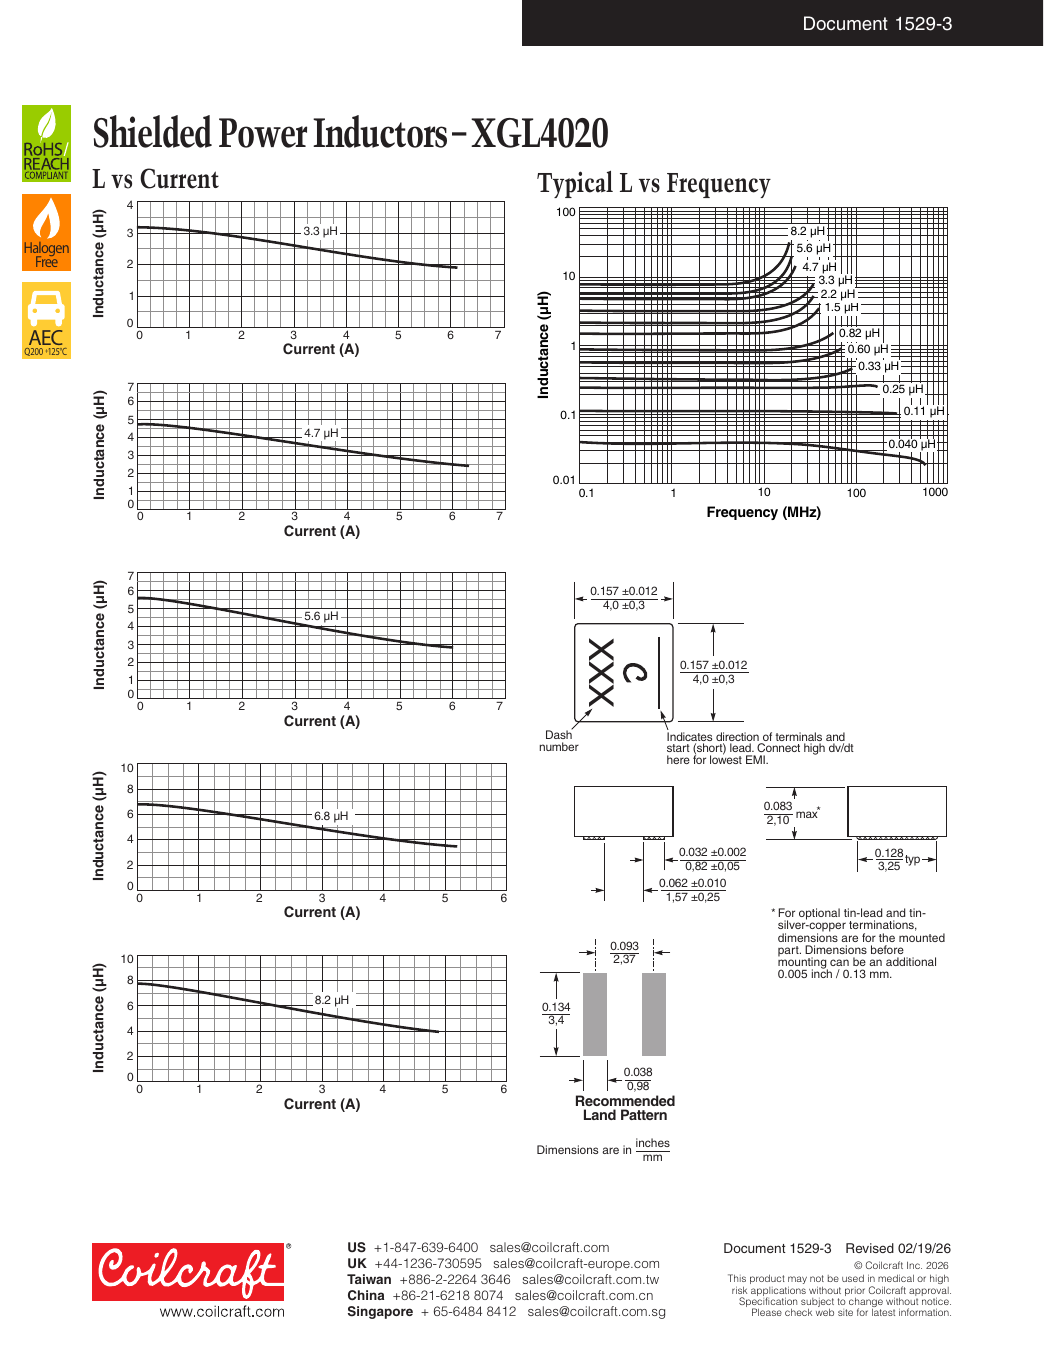 Document 1529-3
RoHS/
REACH
COMPLIANT
Halogen
Free
AEC
Q200 +125°C
Shielded Power Inductors – XGL4020
L vs Current
Inductance (µH)
4
3
2
1
0
3.3 µH
0 1 2 3 4 5 6 7
Current (A)
Inductance (µH)
7
6
5
4
3
2
1
0
4.7 µH
0 1 2 3 4 5 6 7
Current (A)
Inductance (µH)
7
6
5
4
3
2
1
0
5.6 µH
0 1 2 3 4 5 6 7
Current (A)
Inductance (µH)
10
8
6
4
2
0
6.8 µH
0 1 2 3 4 5 6
Current (A)
Inductance (µH)
10
8
6
4
2
0
8.2 µH
0 1 2 3 4 5 6
Current (A)
Typical L vs Frequency
Inductance (µH)
100
10
1
0.1
0.01
8.2 µH
5.6 µH
4.7 µH
3.3 µH
2.2 µH
1.5 µH
0.82 µH
0.60 µH
0.33 µH
0.25 µH
0.11 µH
0.040 µH
0.1 1 10 100 1000
Frequency (MHz)
0.157 ±0.012
4,0 ±0,3
XXX
C
0.157 ±0.012
4,0 ±0,3
Dash
number
Indicates direction of terminals and
start (short) lead. Connect high dv/dt
here for lowest EMI.
0.083
2,10
max*
0.032 ±0.002
0,82 ±0,05
0.062 ±0.010
1,57 ±0,25
0.128
3,25
typ
* For optional tin-lead and tin-
silver-copper terminations,
dimensions are for the mounted
part. Dimensions before
mounting can be an additional
0.005 inch / 0.13 mm.
0.093
2,37
0.134
3,4
0.038
0,98
Recommended
Land Pattern
Dimensions are in inches
mm
Coilcraft ®
www.coilcraft.com
US +1-847-639-6400 sales@coilcraft.com
UK +44-1236-730595 sales@coilcraft-europe.com
Taiwan +886-2-2264 3646 sales@coilcraft.com.tw
China +86-21-6218 8074 sales@coilcraft.com.cn
Singapore + 65-6484 8412 sales@coilcraft.com.sg
Document 1529-3 Revised 02/19/26
© Coilcraft Inc. 2026
This product may not be used in medical or high
risk applications without prior Coilcraft approval.
Specification subject to change without notice.
Please check web site for latest information.